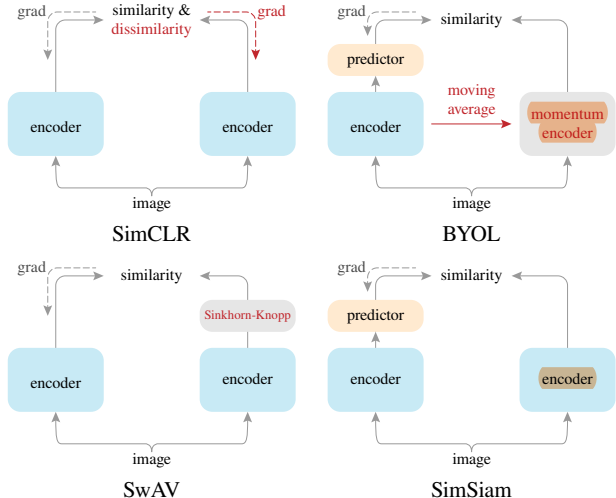 grad
similarity &
dissimilarity
grad
encoder
encoder
image
SimCLR
grad
similarity
predictor
encoder
moving
average
momentum
encoder
image
BYOL
grad
similarity
Sinkhorn-Knopp
encoder
encoder
image
SwAV
grad
similarity
predictor
encoder
encoder
image
SimSiam